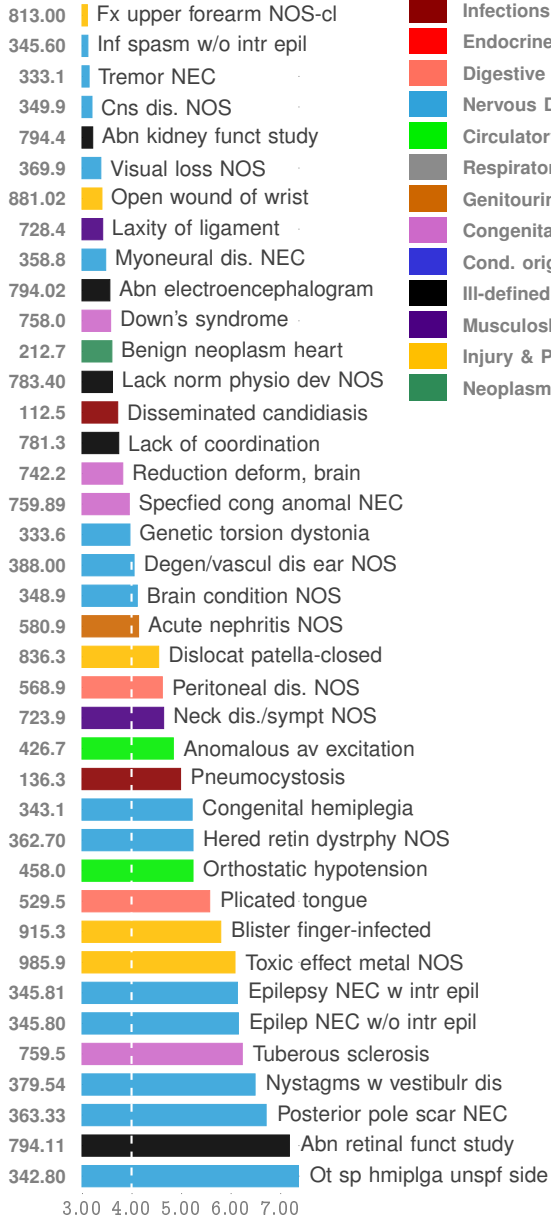 813.00 Fx upper forearm NOS-cl
345.60 Inf spasm w/o intr epil
333.1 Tremor NEC
349.9 Cns dis. NOS
794.4 Abn kidney funct study
369.9 Visual loss NOS
881.02 Open wound of wrist
728.4 Laxity of ligament
358.8 Myoneural dis. NEC
794.02 Abn electroencephalogram
758.0 Down's syndrome
212.7 Benign neoplasm heart
783.40 Lack norm physio dev NOS
112.5 Disseminated candidiasis
781.3 Lack of coordination
742.2 Reduction deform, brain
759.89 Specfied cong anomal NEC
333.6 Genetic torsion dystonia
388.00 Degen/vascul dis ear NOS
348.9 Brain condition NOS
580.9 Acute nephritis NOS
836.3 Dislocat patella-closed
568.9 Peritoneal dis. NOS
723.9 Neck dis./sympt NOS
426.7 Anomalous av excitation
136.3 Pneumocystosis
343.1 Congenital hemiplegia
362.70 Hered retin dystrphy NOS
458.0 Orthostatic hypotension
529.5 Plicated tongue
915.3 Blister finger-infected
985.9 Toxic effect metal NOS
345.81 Epilepsy NEC w intr epil
345.80 Epilep NEC w/o intr epil
759.5 Tuberous sclerosis
379.54 Nystagms w vestibulr dis
363.33 Posterior pole scar NEC
794.11 Abn retinal funct study
342.80 Ot sp hmiplga unspf side
3.00 4.00 5.00 6.00 7.00
Infections
Endocrine
Digestive
Nervous D
Circulator
Respirator
Genitourin
Congenita
Cond. orig
Ill-defined
Musculosk
Injury & P
Neoplasm